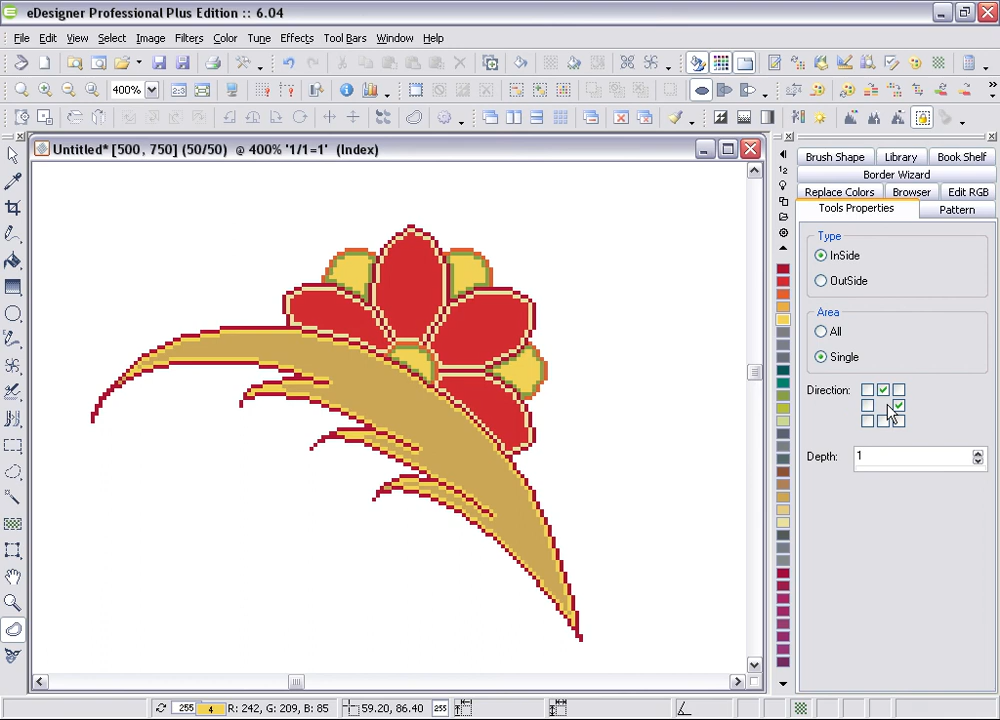 eDesigner Professional Plus Edition :: 6.04
File Edit View Select Image Filters Color Tune Effects Tool Bars Window Help
400%
Untitled* [500, 750] (50/50) @ 400% '1/1=1' (Index)
Brush Shape Library Book Shelf
Border Wizard
Replace Colors Browser Edit RGB
Tools Properties Pattern
Type
InSide
OutSide
Area
All
Single
Direction:
Depth: 1
255 4 R: 242, G: 209, B: 85 59.20, 86.40 255